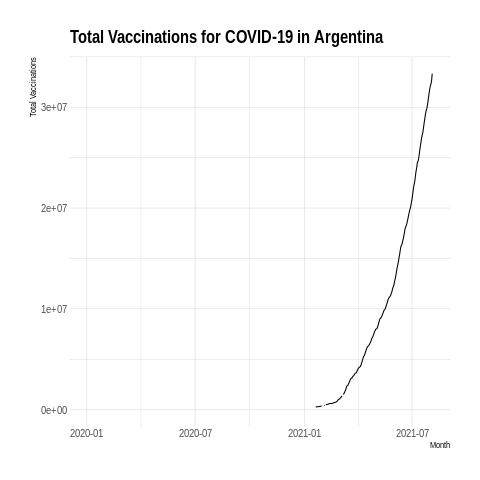 Total Vaccinations for COVID-19 in Argentina
Total Vaccinations
3e+07
2e+07
1e+07
0e+00
2020-01 2020-07 2021-01 2021-07
Month